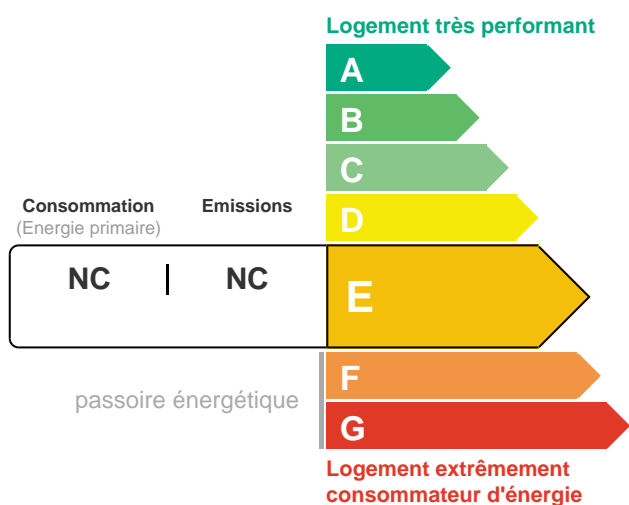 Logement très performant
A
B
C
Consommation Emissions
(Energie primaire)
D
NC | NC
E
F
passoire énergétique
G
Logement extrêmement
consommateur d'énergie